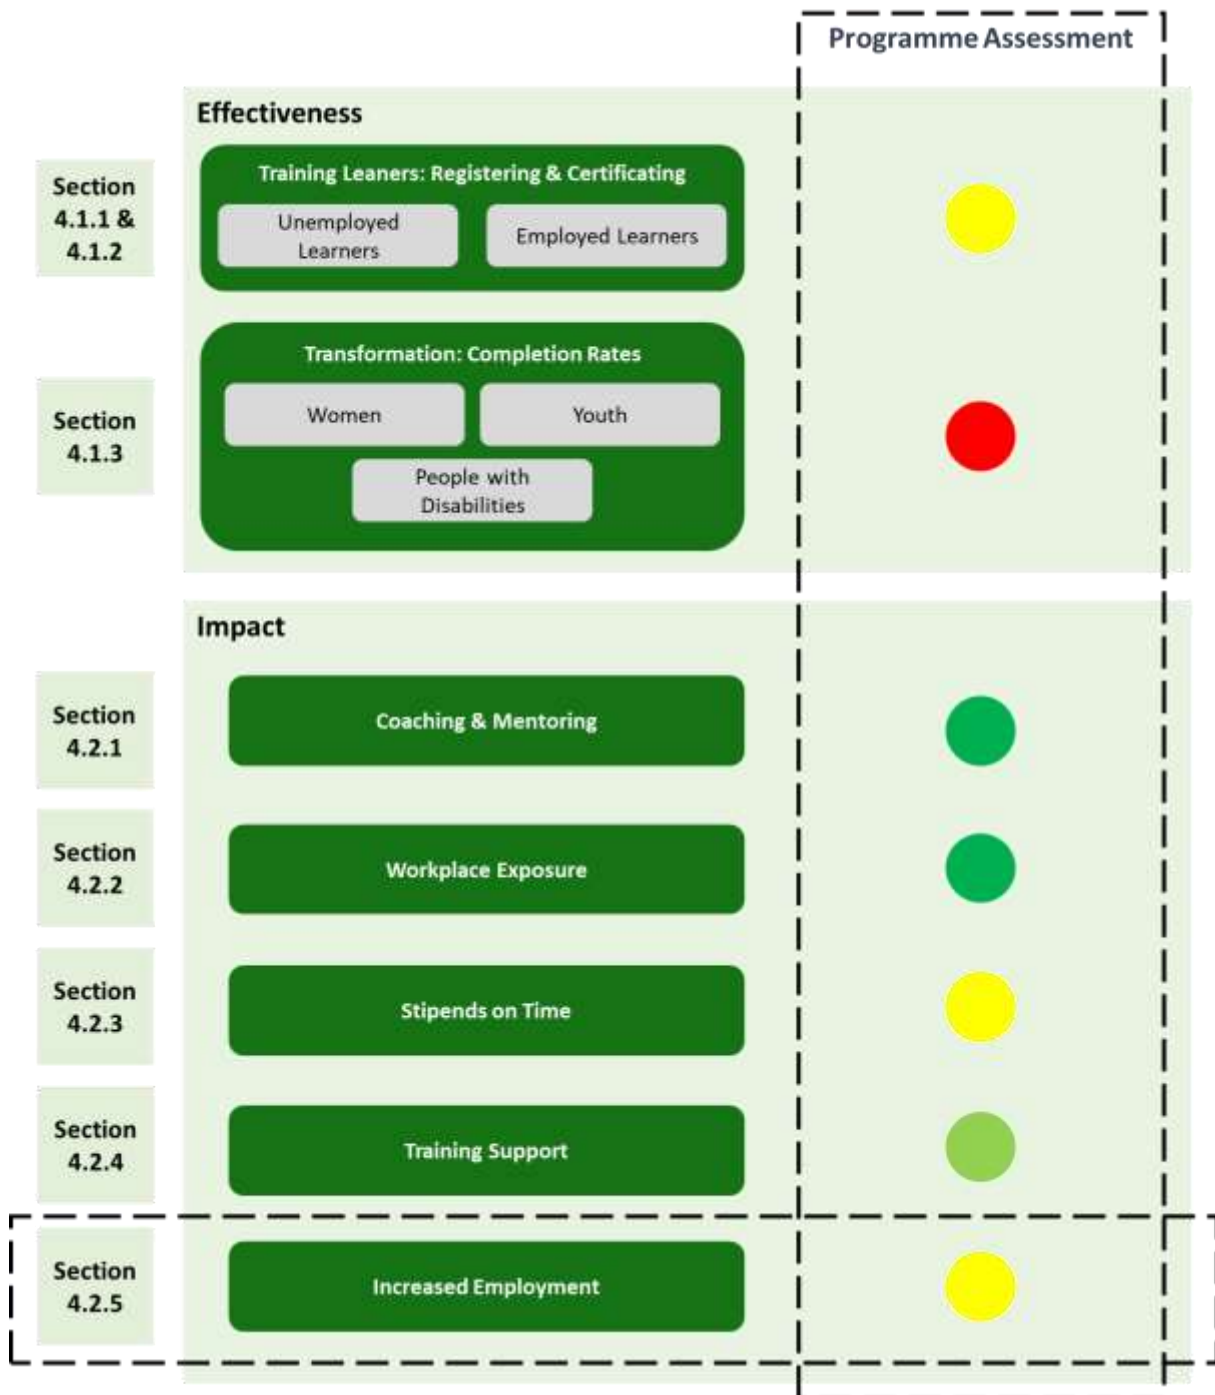 Programme Assessment
Effectiveness
Section
4.1.1 &
4.1.2
Training Leaners: Registering & Certificating
Unemployed
Learners
Employed Learners
Section
4.1.3
Transformation: Completion Rates
Women
Youth
People with
Disabilities
Impact
Section
4.2.1
Coaching & Mentoring
Section
4.2.2
Workplace Exposure
Section
4.2.3
Stipends on Time
Section
4.2.4
Training Support
Section
4.2.5
Increased Employment